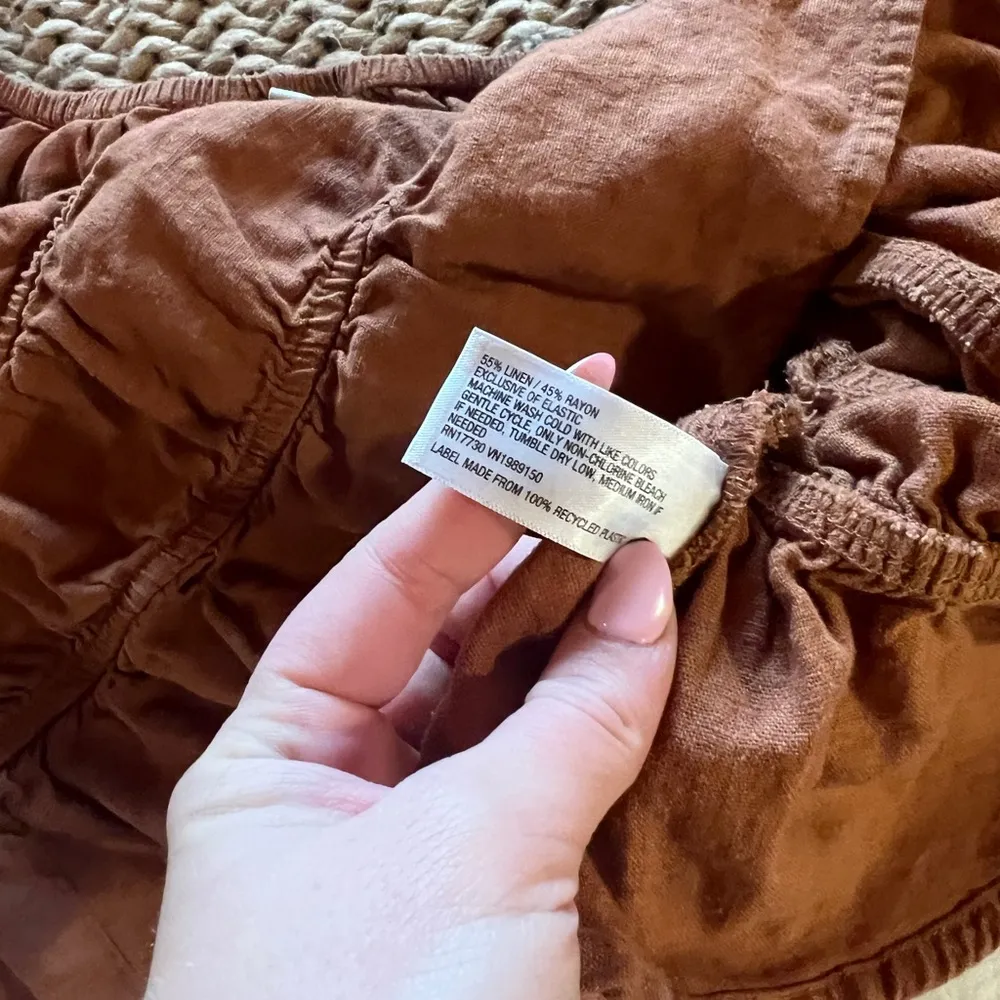 55% LINEN / 45% RAYON
EXCLUSIVE OF ELASTIC
MACHINE WASH COLD WITH LIKE COLORS
GENTLE CYCLE, ONLY NON-CHLORINE BLEACH
IF NEEDED, TUMBLE DRY LOW, MEDIUM IRON IF
NEEDED
RN17730 VN1989150
LABEL MADE FROM 100% RECYCLED PLASTIC